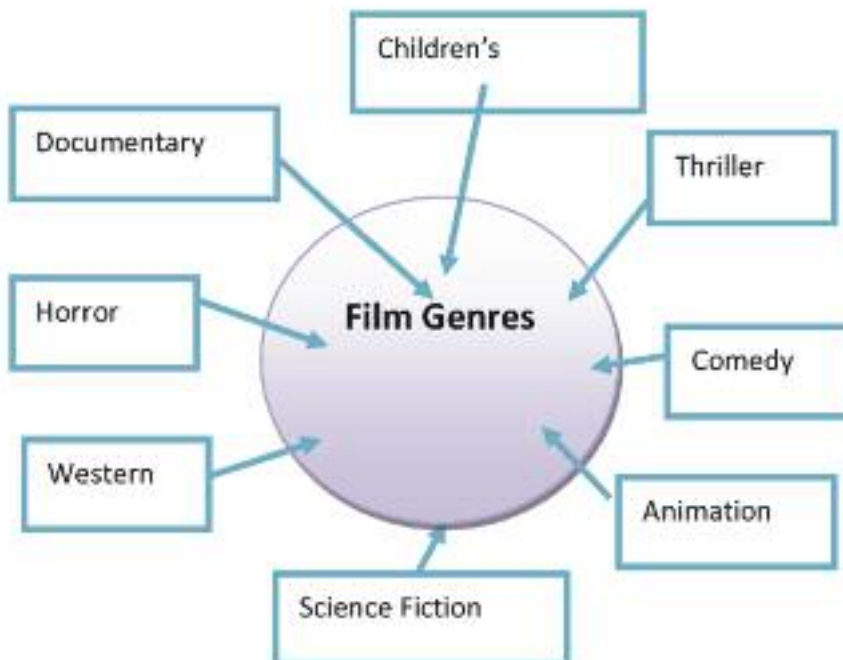 Children’s
Documentary
Thriller
Horror
Film Genres
Comedy
Western
Animation
Science Fiction